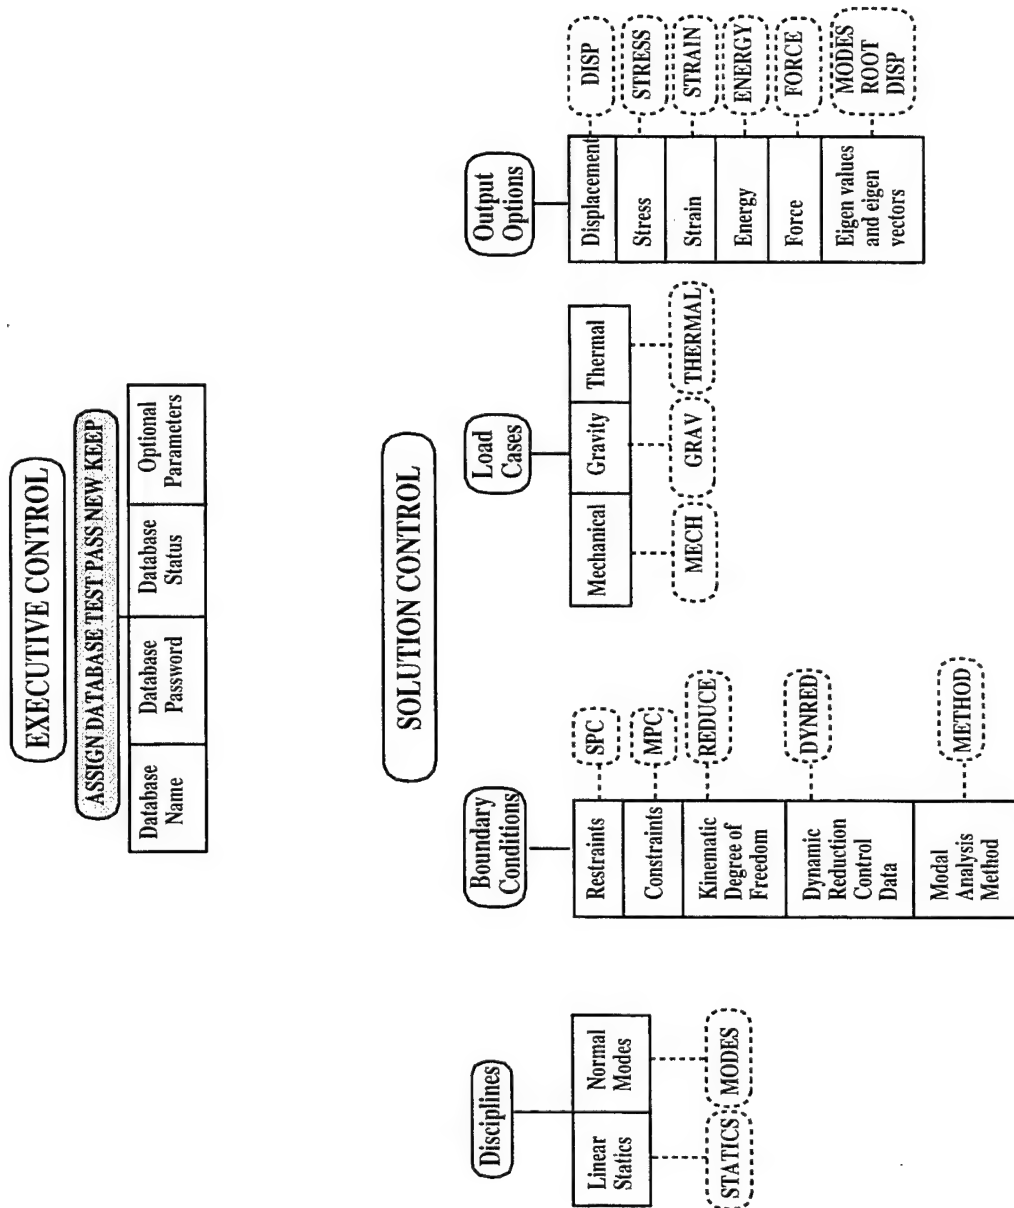 EXECUTIVE CONTROL
ASSIGN DATABASE TEST PASS NEW KEEP
Database
Name
Database
Password
Database
Status
Optional
Parameters
SOLUTION CONTROL
Disciplines
Linear
Statics
Normal
Modes
STATICS
MODES
Boundary
Conditions
Restraints
SPC
Constraints
MPC
Kinematic
Degree of
Freedom
REDUCE
Dynamic
Reduction
Control
Data
DYNRED
Modal
Analysis
Method
METHOD
Load
Cases
Mechanical
Gravity
Thermal
MECH
GRAV
THERMAL
Output
Options
Displacement
DISP
Stress
STRESS
Strain
STRAIN
Energy
ENERGY
Force
FORCE
Eigen values
and eigen
vectors
MODES
ROOT
DISP